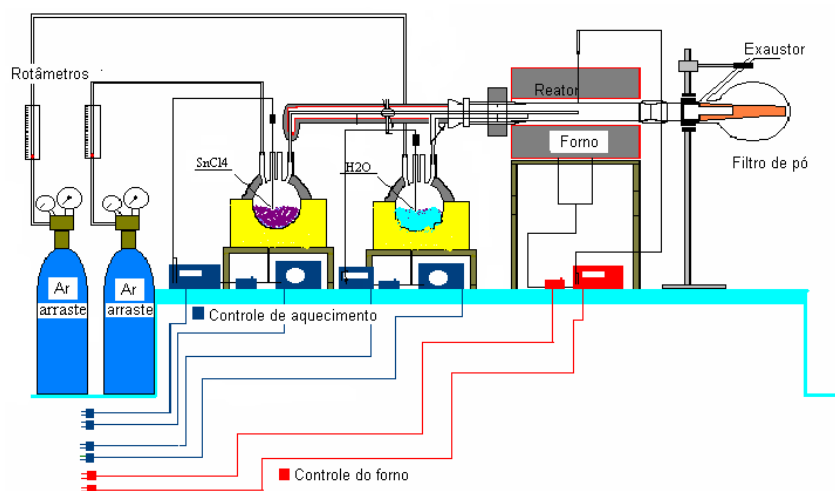 Exaustor
Rotâmetros
Reator
SnCl4
H2O
Forno
Filtro de pó
Ar
arraste
Ar
arraste
Controle de aquecimento
Controle do forno